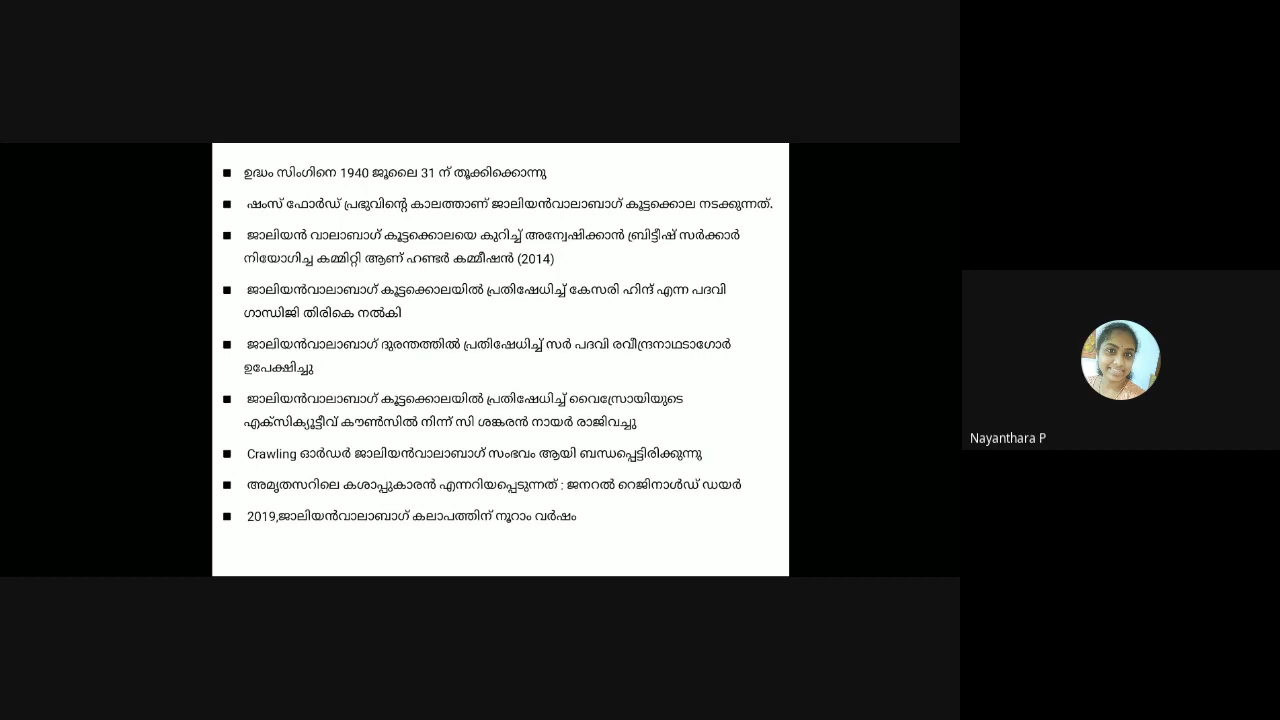 ■ ഉദ്ധം സിംഗിനെ 1940 ജൂലൈ 31 ന് തൂക്കിക്കൊന്നു
■ ഷംസ് ഫോർഡ് പ്രഭുവിന്റെ കാലത്താണ് ജാലിയൻവാലാബാഗ് കൂട്ടക്കൊല നടക്കുന്നത്.
■ ജാലിയൻ വാലാബാഗ് കൂട്ടക്കൊലയെ കുറിച്ച് അന്വേഷിക്കാൻ ബ്രിട്ടീഷ് സർക്കാർ
നിയോഗിച്ച കമ്മിറ്റി ആണ് ഹണ്ടർ കമ്മീഷൻ (2014)
■ ജാലിയൻവാലാബാഗ് കൂട്ടക്കൊലയിൽ പ്രതിഷേധിച്ച് കേസരി ഹിന്ദ് എന്ന പദവി
ഗാന്ധിജി തിരികെ നൽകി
■ ജാലിയൻവാലാബാഗ് ദുരന്തത്തിൽ പ്രതിഷേധിച്ച് സർ പദവി രവീന്ദ്രനാഥടാഗോർ
ഉപേക്ഷിച്ചു
■ ജാലിയൻവാലാബാഗ് കൂട്ടക്കൊലയിൽ പ്രതിഷേധിച്ച് വൈസ്രോയിയുടെ
എക്സിക്യൂട്ടീവ് കൗൺസിൽ നിന്ന് സി ശങ്കരൻ നായർ രാജിവച്ചു
■ Crawling ഓർഡർ ജാലിയൻവാലാബാഗ് സംഭവം ആയി ബന്ധപ്പെട്ടിരിക്കുന്നു
■ അമൃതസറിലെ കശാപ്പുകാരൻ എന്നറിയപ്പെടുന്നത് : ജനറൽ റെജിനാൾഡ് ഡയർ
■ 2019,ജാലിയൻവാലാബാഗ് കലാപത്തിന് നൂറാം വർഷം
Nayanthara P